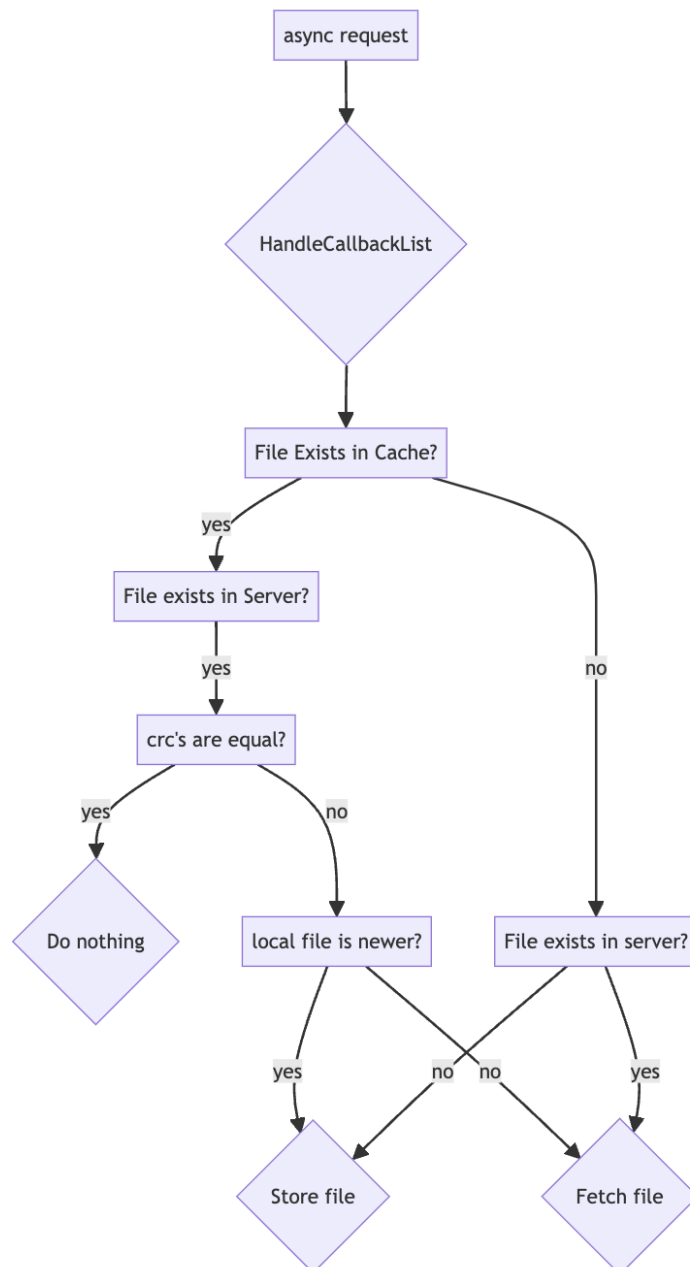 async request
HandleCallbackList
File Exists in Cache?
yes
File exists in Server?
yes
no
crc's are equal?
yes
no
Do nothing
local file is newer?
File exists in server?
yes
no
no
yes
Store file
Fetch file